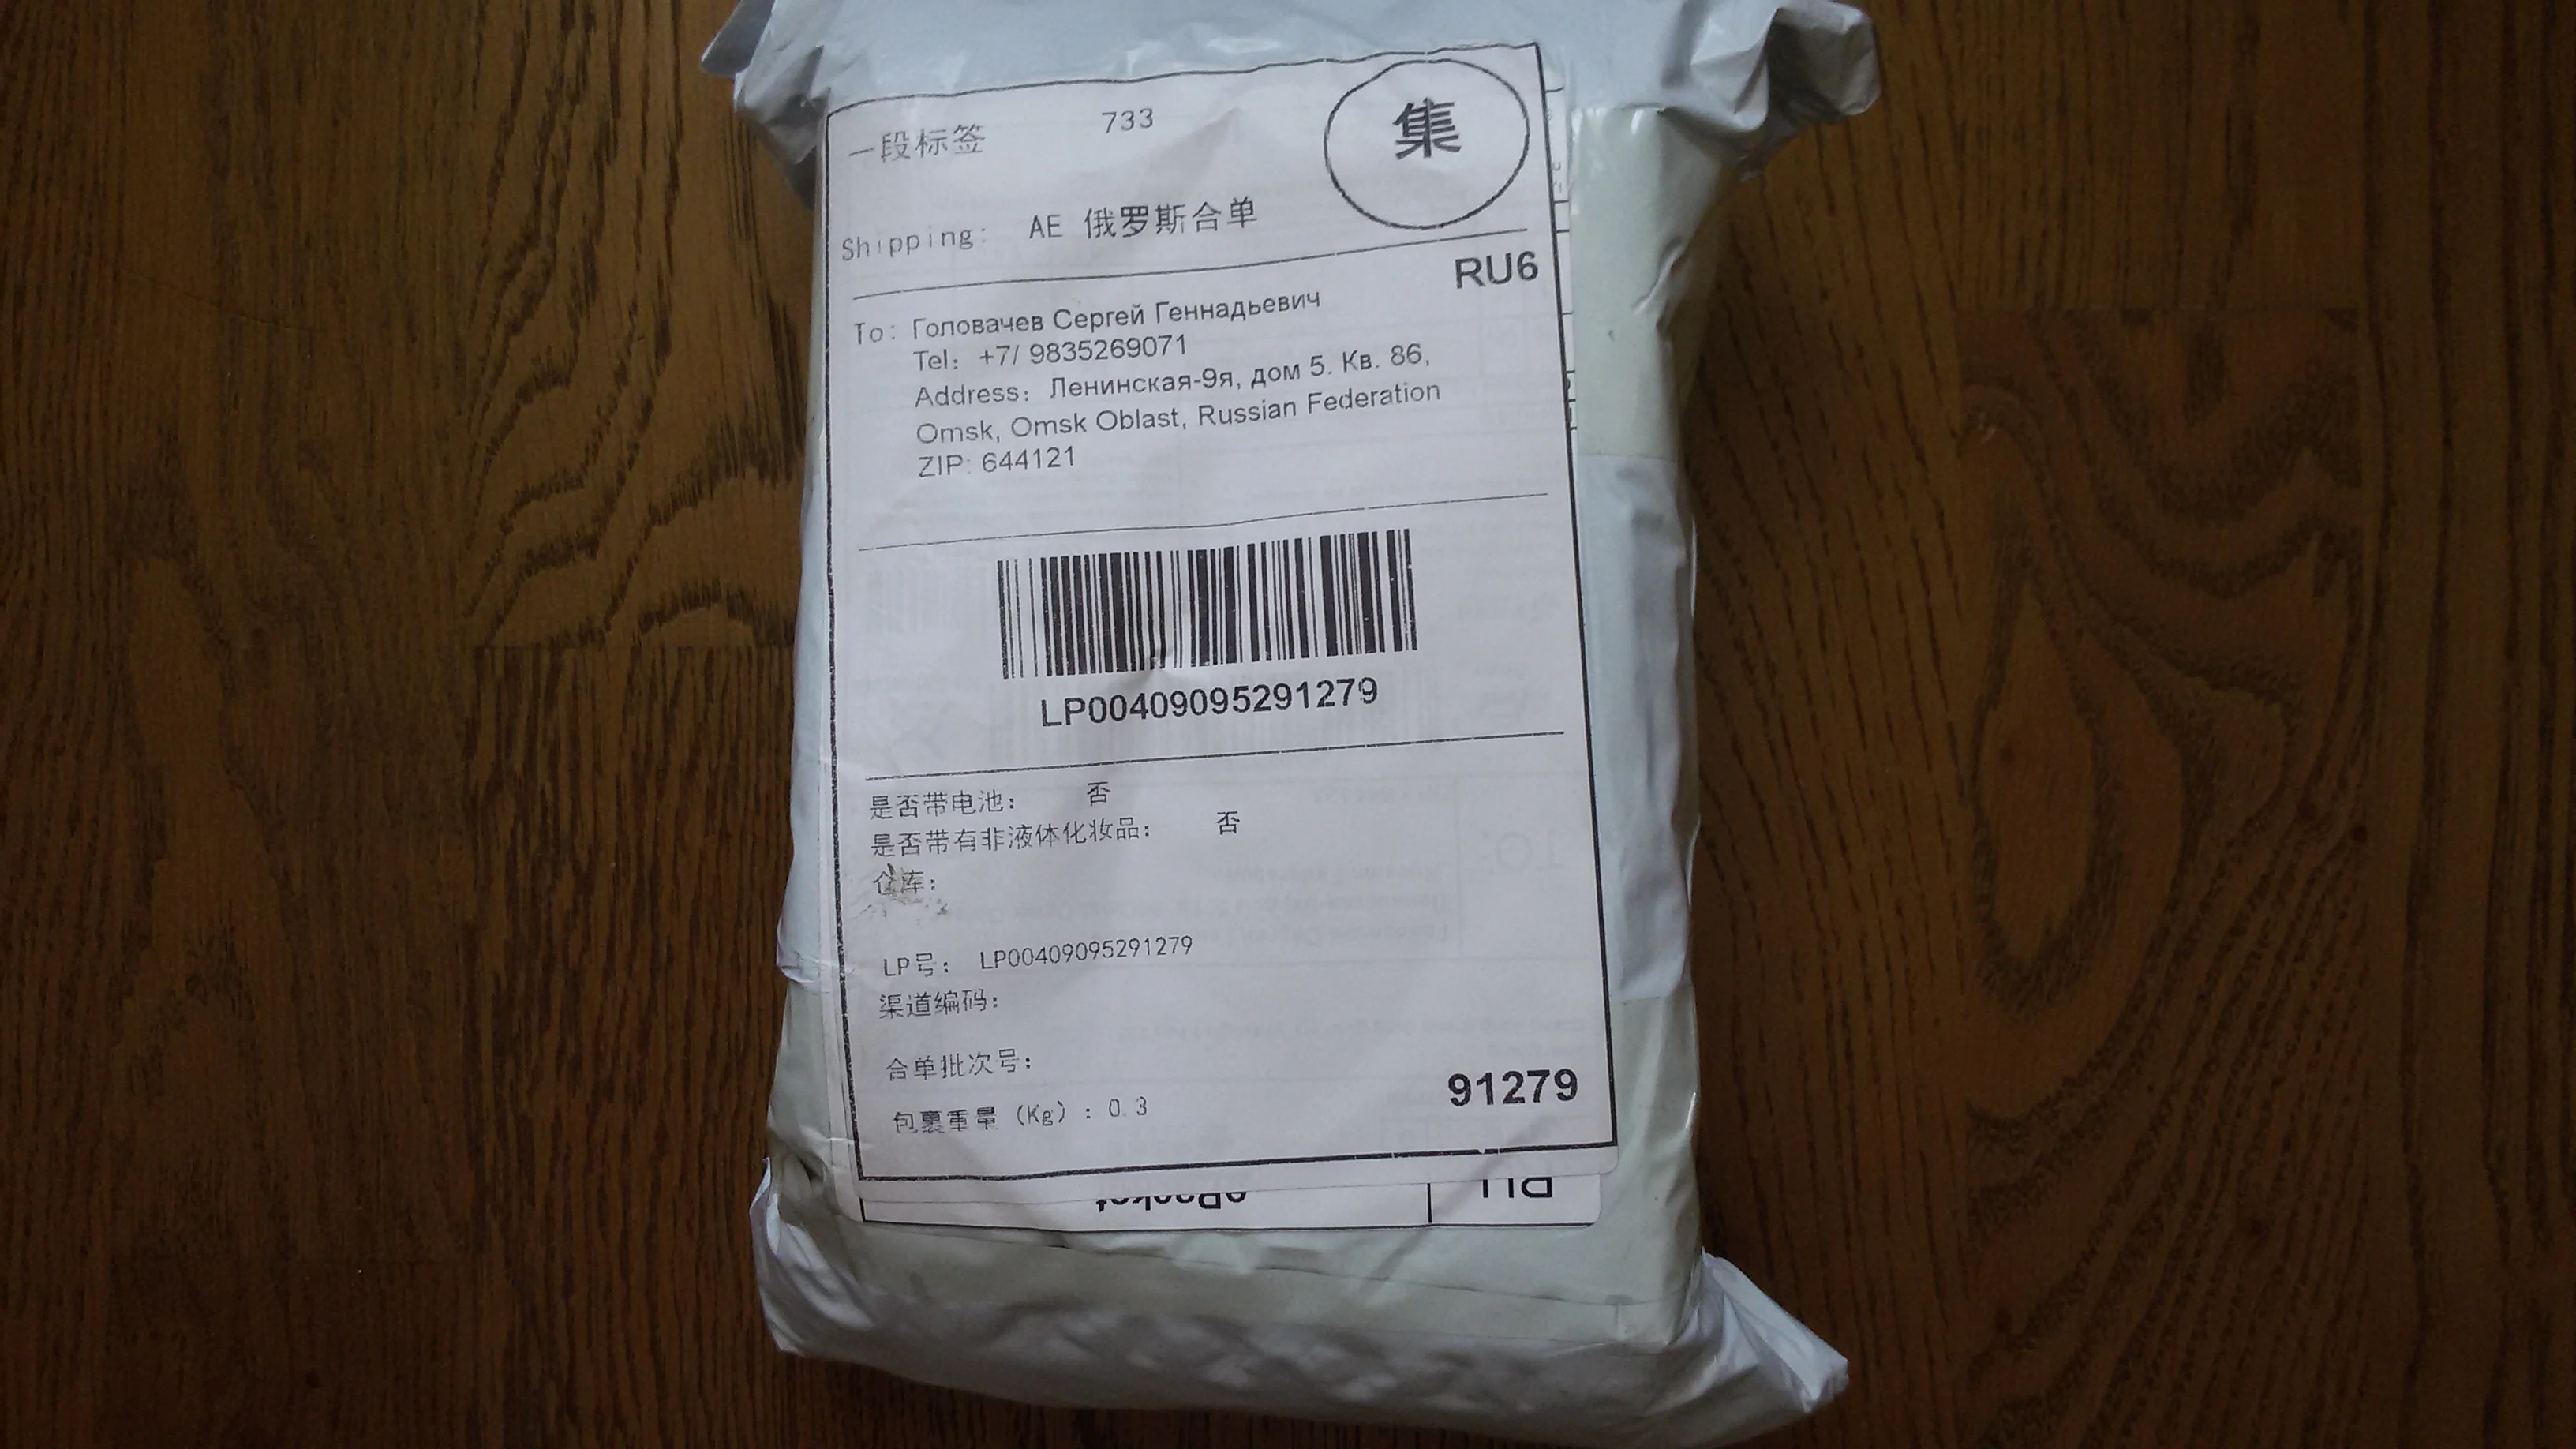 一段标签 733
集
Shipping: AE 俄罗斯合单
RU6
To: Головачев Сергей Геннадьевич
Tel: +7/ 9835269071
Address: Ленинская-9я, дом 5. Кв. 86,
Omsk, Omsk Oblast, Russian Federation
ZIP: 644121
LP00409095291279
是否带电池: 否
是否带有非液体化妆品: 否
仓库:
LP号: LP00409095291279
渠道编码:
合单批次号:
包裹重量 (Kg) : 0.3
91279